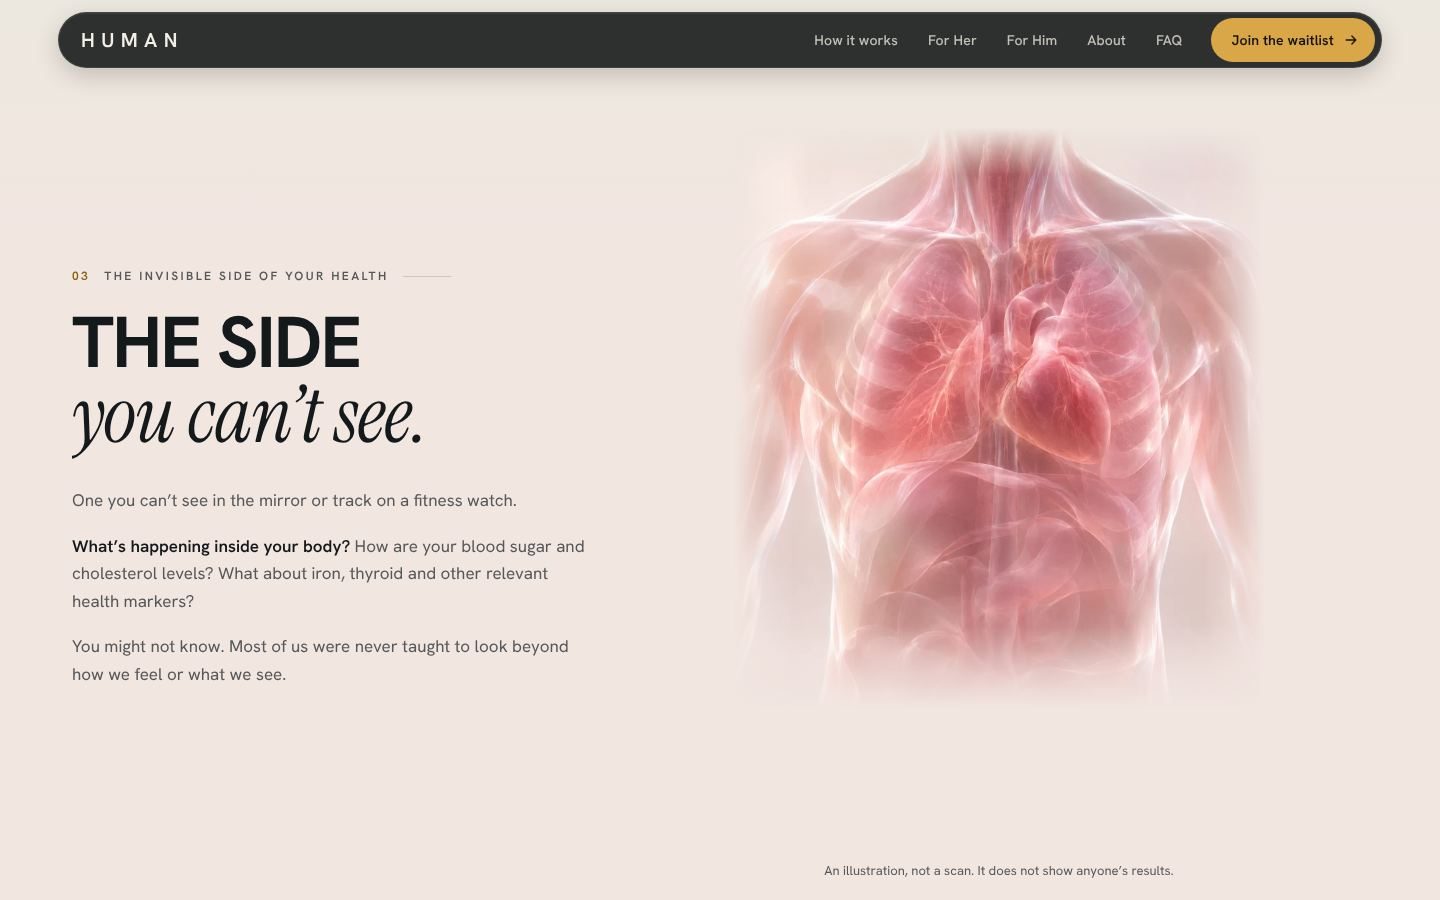 HUMAN
How it works
For Her
For Him
About
FAQ
Join the waitlist →
03 THE INVISIBLE SIDE OF YOUR HEALTH
THE SIDE
you can’t see.
One you can’t see in the mirror or track on a fitness watch.
What’s happening inside your body? How are your blood sugar and
cholesterol levels? What about iron, thyroid and other relevant
health markers?
You might not know. Most of us were never taught to look beyond
how we feel or what we see.
An illustration, not a scan. It does not show anyone’s results.